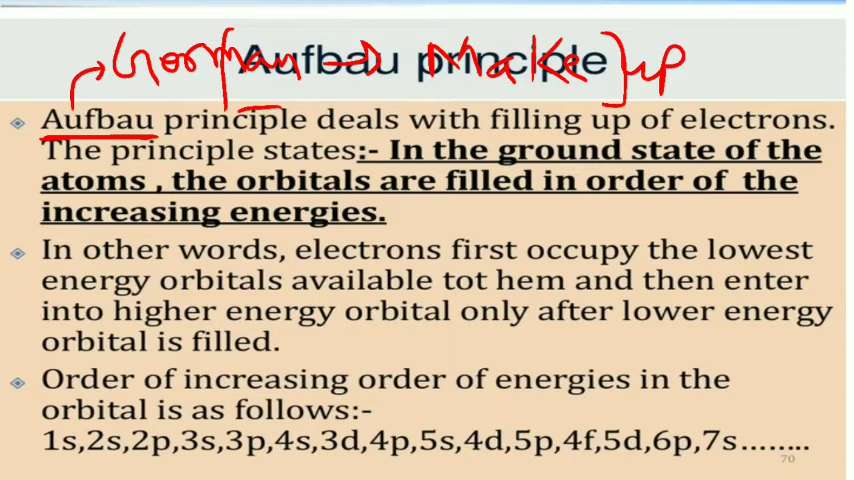 German → Make } up
Aufbau principle
Aufbau principle deals with filling up of electrons.
The principle states:- In the ground state of the
atoms , the orbitals are filled in order of the
increasing energies.
In other words, electrons first occupy the lowest
energy orbitals available tot hem and then enter
into higher energy orbital only after lower energy
orbital is filled.
Order of increasing order of energies in the
orbital is as follows:-
1s,2s,2p,3s,3p,4s,3d,4p,5s,4d,5p,4f,5d,6p,7s........
70